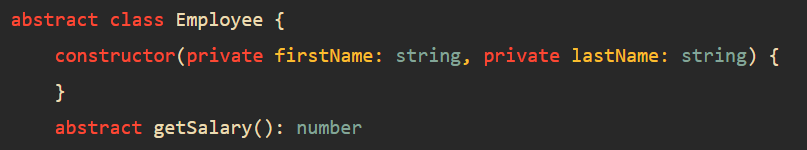 abstract class Employee {
constructor(private firstName: string, private lastName: string) {
}
abstract getSalary(): number